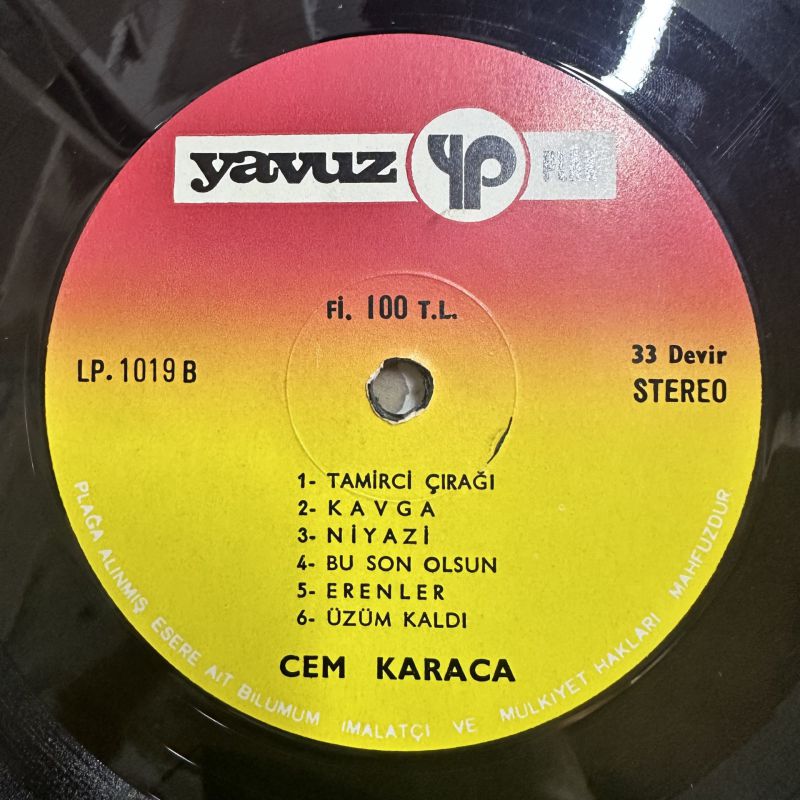 yavuz yp PLAK
Fİ. 100 T.L.
LP. 1019 B
33 Devir
STEREO
1- TAMİRCİ ÇIRAĞI
2- KAVGA
3- NİYAZİ
4- BU SON OLSUN
5- ERENLER
6- ÜZÜM KALDI
CEM KARACA
PLAĞA ALINMIŞ ESERE AİT BİLUMUM İMALATÇI VE MÜLKİYET HAKLARI MAHFUZDUR